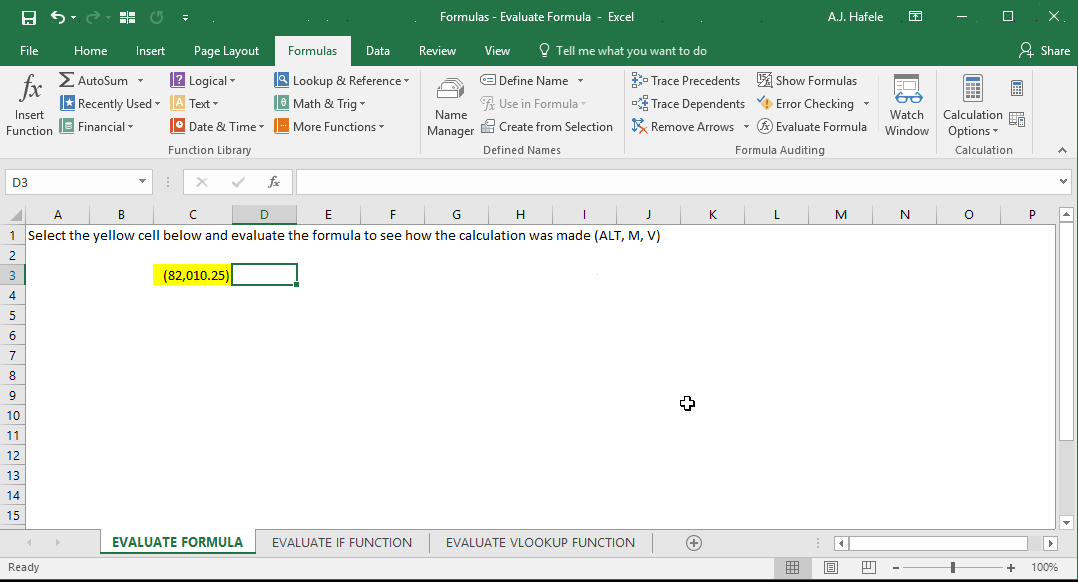 Formulas - Evaluate Formula - Excel
A.J. Hafele
File Home Insert Page Layout Formulas Data Review View Tell me what you want to do Share
fx Insert Function
AutoSum
Recently Used
Financial
Logical
Text
Date & Time
Lookup & Reference
Math & Trig
More Functions
Function Library
Name Manager
Define Name
Use in Formula
Create from Selection
Defined Names
Trace Precedents
Trace Dependents
Remove Arrows
Show Formulas
Error Checking
Evaluate Formula
Formula Auditing
Watch Window
Calculation Options
Calculation
D3 fx
A B C D E F G H I J K L M N O P
1 Select the yellow cell below and evaluate the formula to see how the calculation was made (ALT, M, V)
2
3 (82,010.25)
4
5
6
7
8
9
10
11
12
13
14
15
EVALUATE FORMULA EVALUATE IF FUNCTION EVALUATE VLOOKUP FUNCTION
Ready 100%